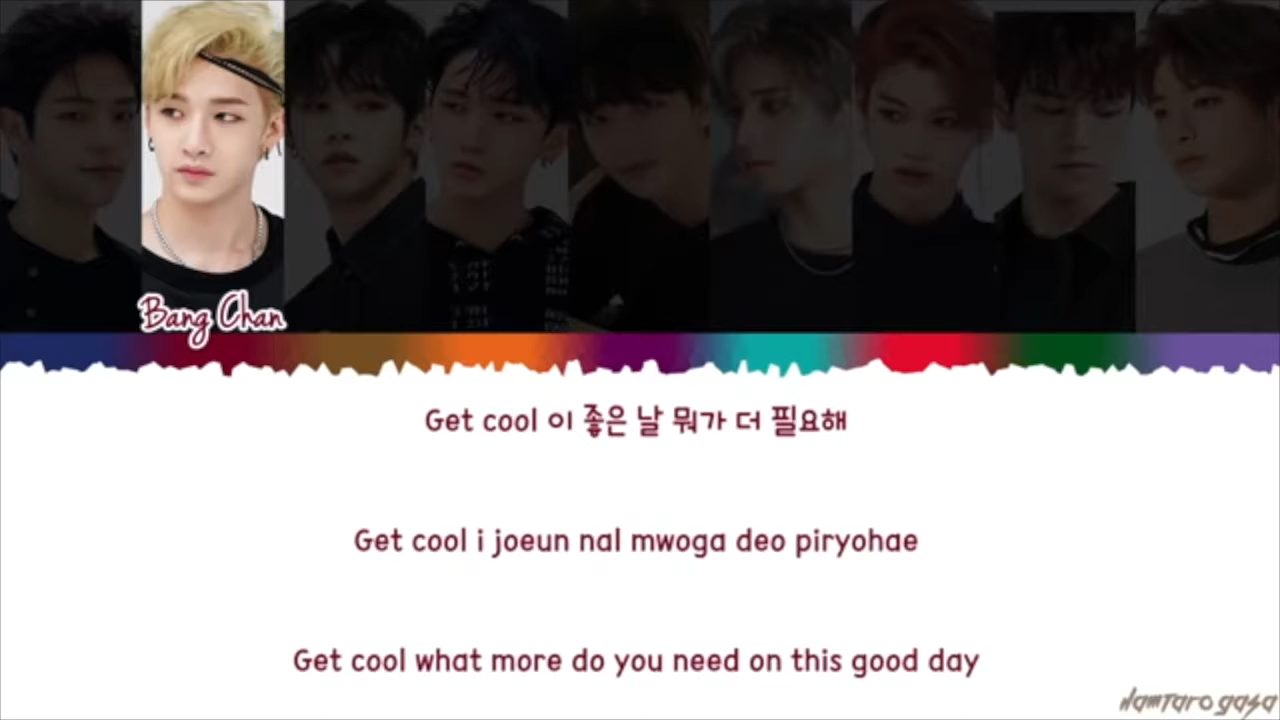 Bang Chan
Get cool 이 좋은 날 뭐가 더 필요해
Get cool i joeun nal mwoga deo piryohae
Get cool what more do you need on this good day
Hamtaro gasa